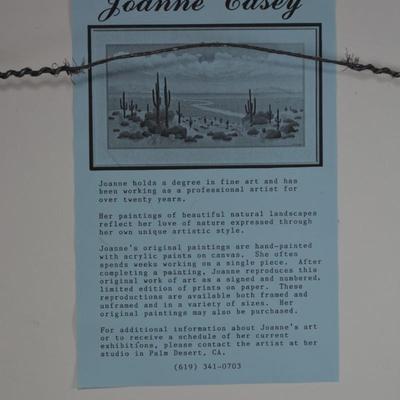 Joanne Casey
Joanne holds a degree in fine art and has
been working as a professional artist for
over twenty years.
Her paintings of beautiful natural landscapes
reflect her love of nature expressed through
her own unique artistic style.
Joanne's original paintings are hand-painted
with acrylic paints on canvas. She often
spends weeks working on a single piece. After
completing a painting, Joanne reproduces this
original work of art as a signed and numbered,
limited edition of prints on paper. These
reproductions are available both framed and
unframed and in a variety of sizes. Her
original paintings may also be purchased.
For additional information about Joanne's art
or to receive a schedule of her current
exhibitions, please contact the artist at her
studio in Palm Desert, CA.
(619) 341-0703